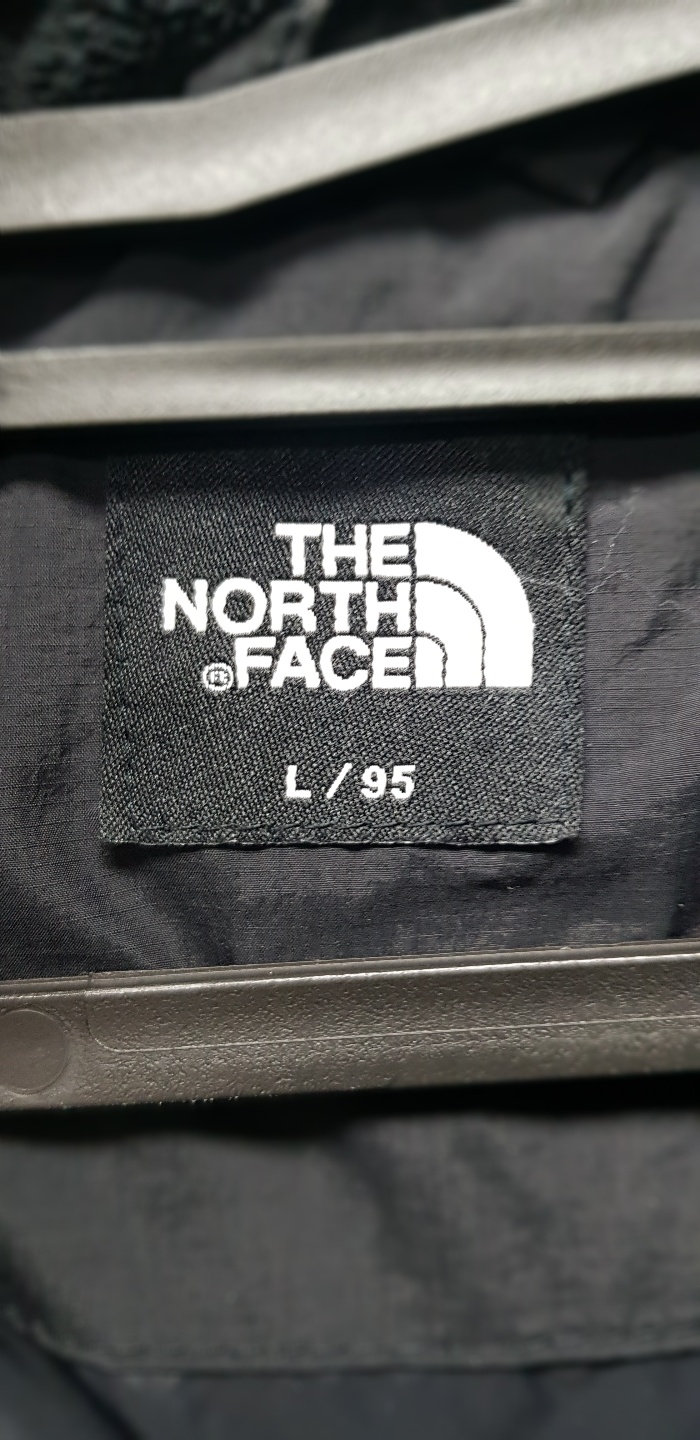 THE
NORTH
®FACE
L / 95